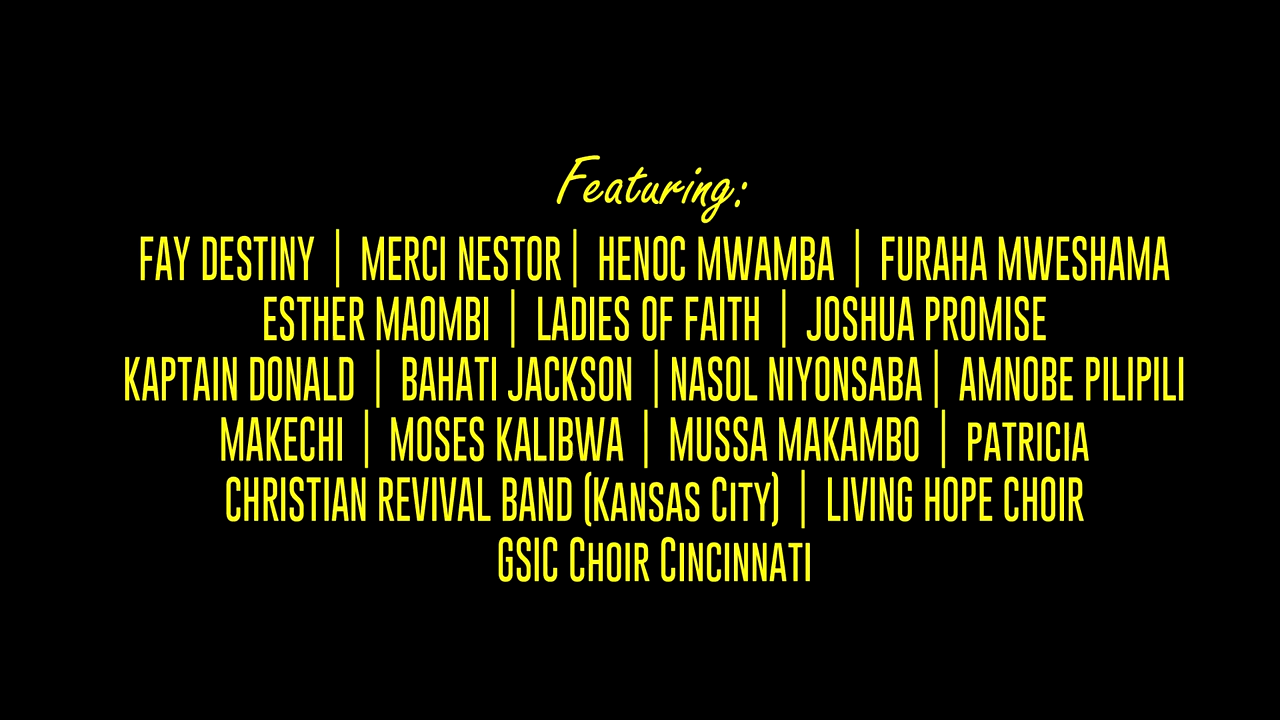 Featuring:
FAY DESTINY | MERCI NESTOR | HENOC MWAMBA | FURAHA MWESHAMA
ESTHER MAOMBI | LADIES OF FAITH | JOSHUA PROMISE
KAPTAIN DONALD | BAHATI JACKSON | NASOL NIYONSABA | AMNOBE PILIPILI
MAKECHI | MOSES KALIBWA | MUSSA MAKAMBO | PATRICIA
CHRISTIAN REVIVAL BAND (KANSAS CITY) | LIVING HOPE CHOIR
GSIC CHOIR CINCINNATI